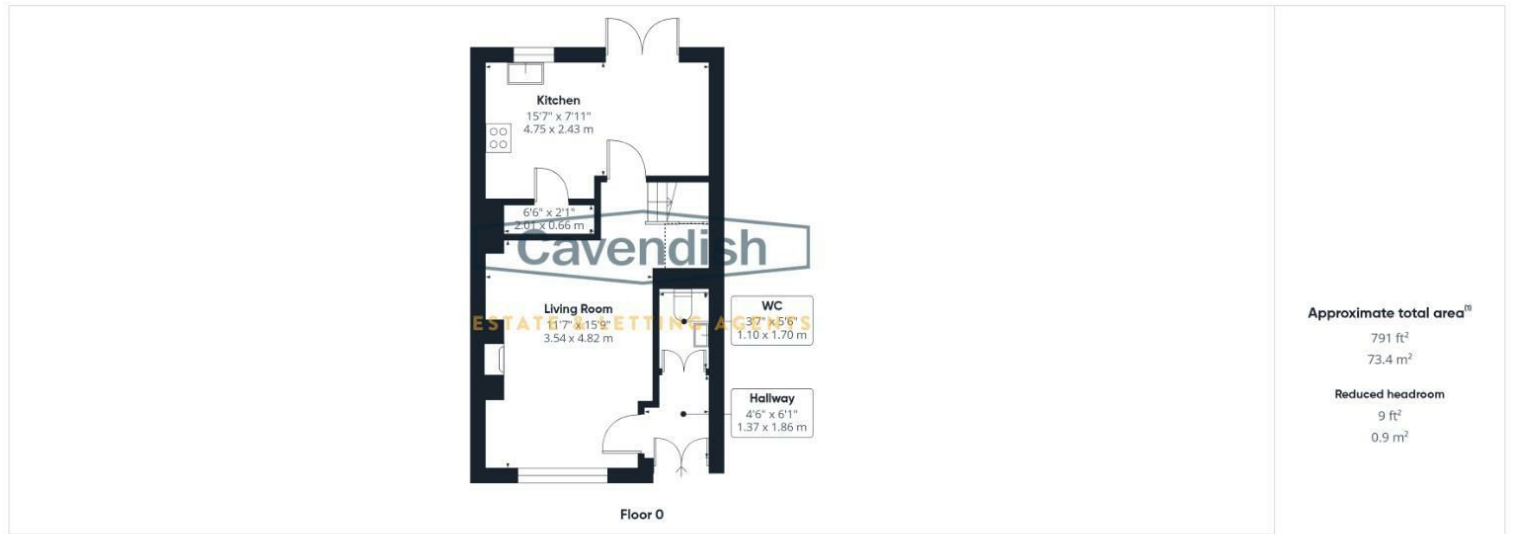 Kitchen
15'7" x 7'11"
4.75 x 2.43 m
6'6" x 2'1"
2.01 x 0.66 m
Cavendish
ESTATE & LETTING AGENTS
Living Room
11'7" x 15'9"
3.54 x 4.82 m
WC
3'7" x 5'6"
1.10 x 1.70 m
Hallway
4'6" x 6'1"
1.37 x 1.86 m
Floor 0
Approximate total area⁽¹⁾
791 ft²
73.4 m²
Reduced headroom
9 ft²
0.9 m²